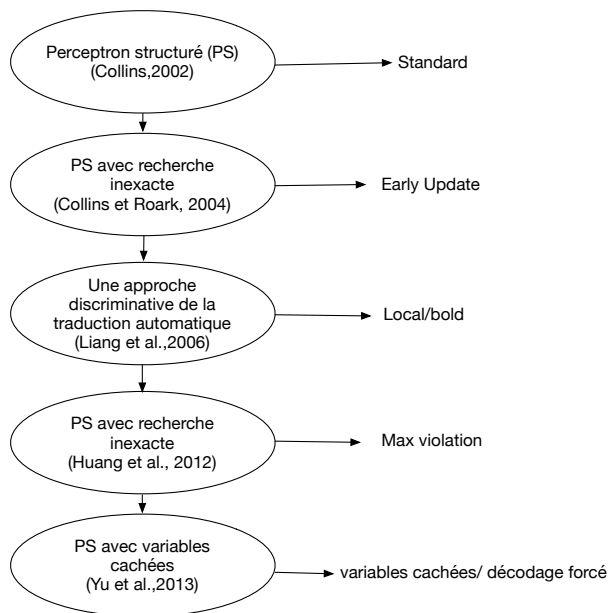 Perceptron structuré (PS)
(Collins,2002)
Standard
PS avec recherche
inexacte
(Collins et Roark, 2004)
Early Update
Une approche
discriminative de la
traduction automatique
(Liang et al.,2006)
Local/bold
PS avec recherche
inexacte
(Huang et al., 2012)
Max violation
PS avec variables
cachées
(Yu et al.,2013)
variables cachées/ décodage forcé